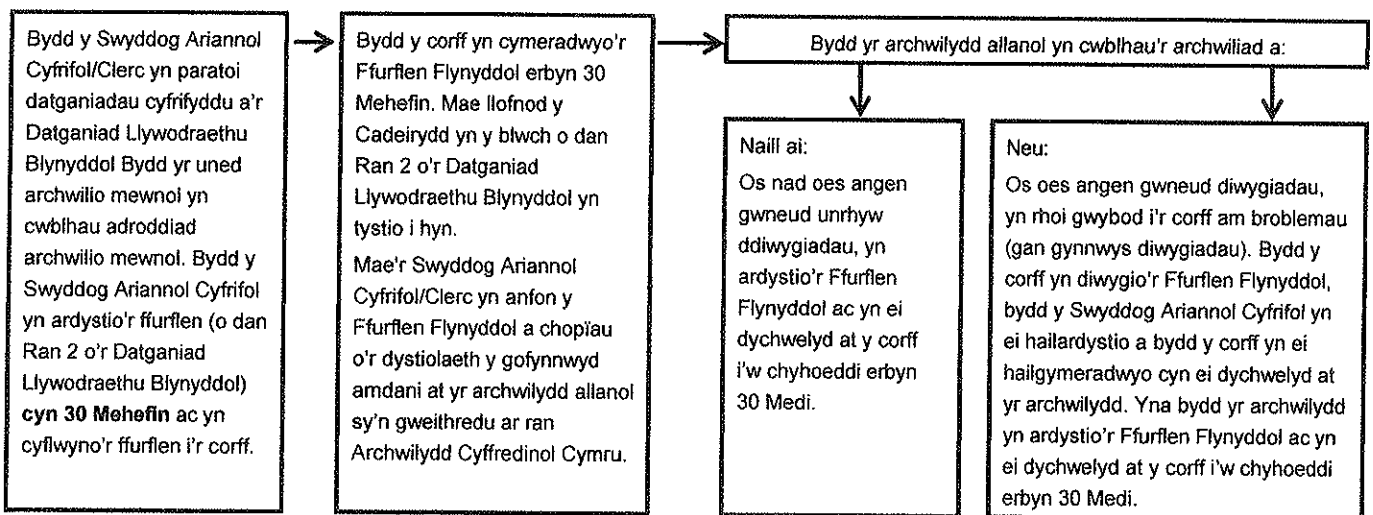 Bydd y Swyddog Ariannol
Cyfrifol/Clerc yn paratoi
datganiadau cyfrifyddu a'r
Datganiad Llywodraethu
Blynyddol Bydd yr uned
archwilio mewnol yn
cwblhau adroddiad
archwilio mewnol. Bydd y
Swyddog Ariannol Cyfrifol
yn ardystio'r ffurflen (o dan
Ran 2 o'r Datganiad
Llywodraethu Blynyddol)
cyn 30 Mehefin ac yn
cyflwyno'r ffurflen i'r corff.
Bydd y corff yn cymeradwyo'r
Ffurflen Flynyddol erbyn 30
Mehefin. Mae llofnod y
Cadeirydd yn y blwch o dan
Ran 2 o'r Datganiad
Llywodraethu Blynyddol yn
tystio i hyn.
Mae'r Swyddog Ariannol
Cyfrifol/Clerc yn anfon y
Ffurflen Flynyddol a chopïau
o'r dystiolaeth y gofynnwyd
amdani at yr archwilydd allanol
sy'n gweithredu ar ran
Archwilydd Cyffredinol Cymru.
Bydd yr archwilydd allanol yn cwblhau'r archwiliad a:
Naill ai:
Os nad oes angen
gwneud unrhyw
ddiwygiadau, yn
ardystio'r Ffurflen
Flynyddol ac yn ei
dychwelyd at y corff
i'w chyhoeddi erbyn
30 Medi.
Neu:
Os oes angen gwneud diwygiadau,
yn rhoi gwybod i'r corff am broblemau
(gan gynnwys diwygiadau). Bydd y
corff yn diwygio'r Ffurflen Flynyddol,
bydd y Swyddog Ariannol Cyfrifol yn
ei hailardystio a bydd y corff yn ei
hailgymeradwyo cyn ei dychwelyd at
yr archwilydd. Yna bydd yr archwilydd
yn ardystio'r Ffurflen Flynyddol ac yn
ei dychwelyd at y corff i'w chyhoeddi
erbyn 30 Medi.